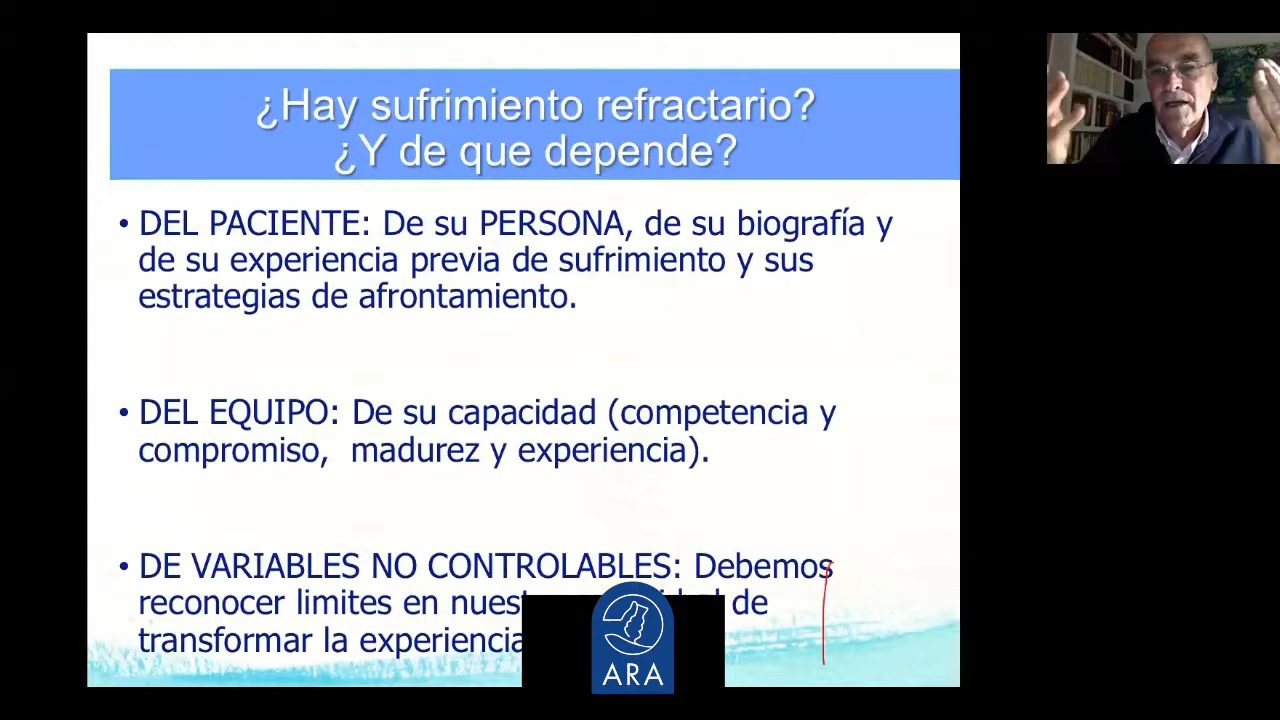 ¿Hay sufrimiento refractario?
¿Y de que depende?
• DEL PACIENTE: De su PERSONA, de su biografía y
de su experiencia previa de sufrimiento y sus
estrategias de afrontamiento.
• DEL EQUIPO: De su capacidad (competencia y
compromiso, madurez y experiencia).
• DE VARIABLES NO CONTROLABLES: Debemos
reconocer limites en de
transformar la experiencia
ARA